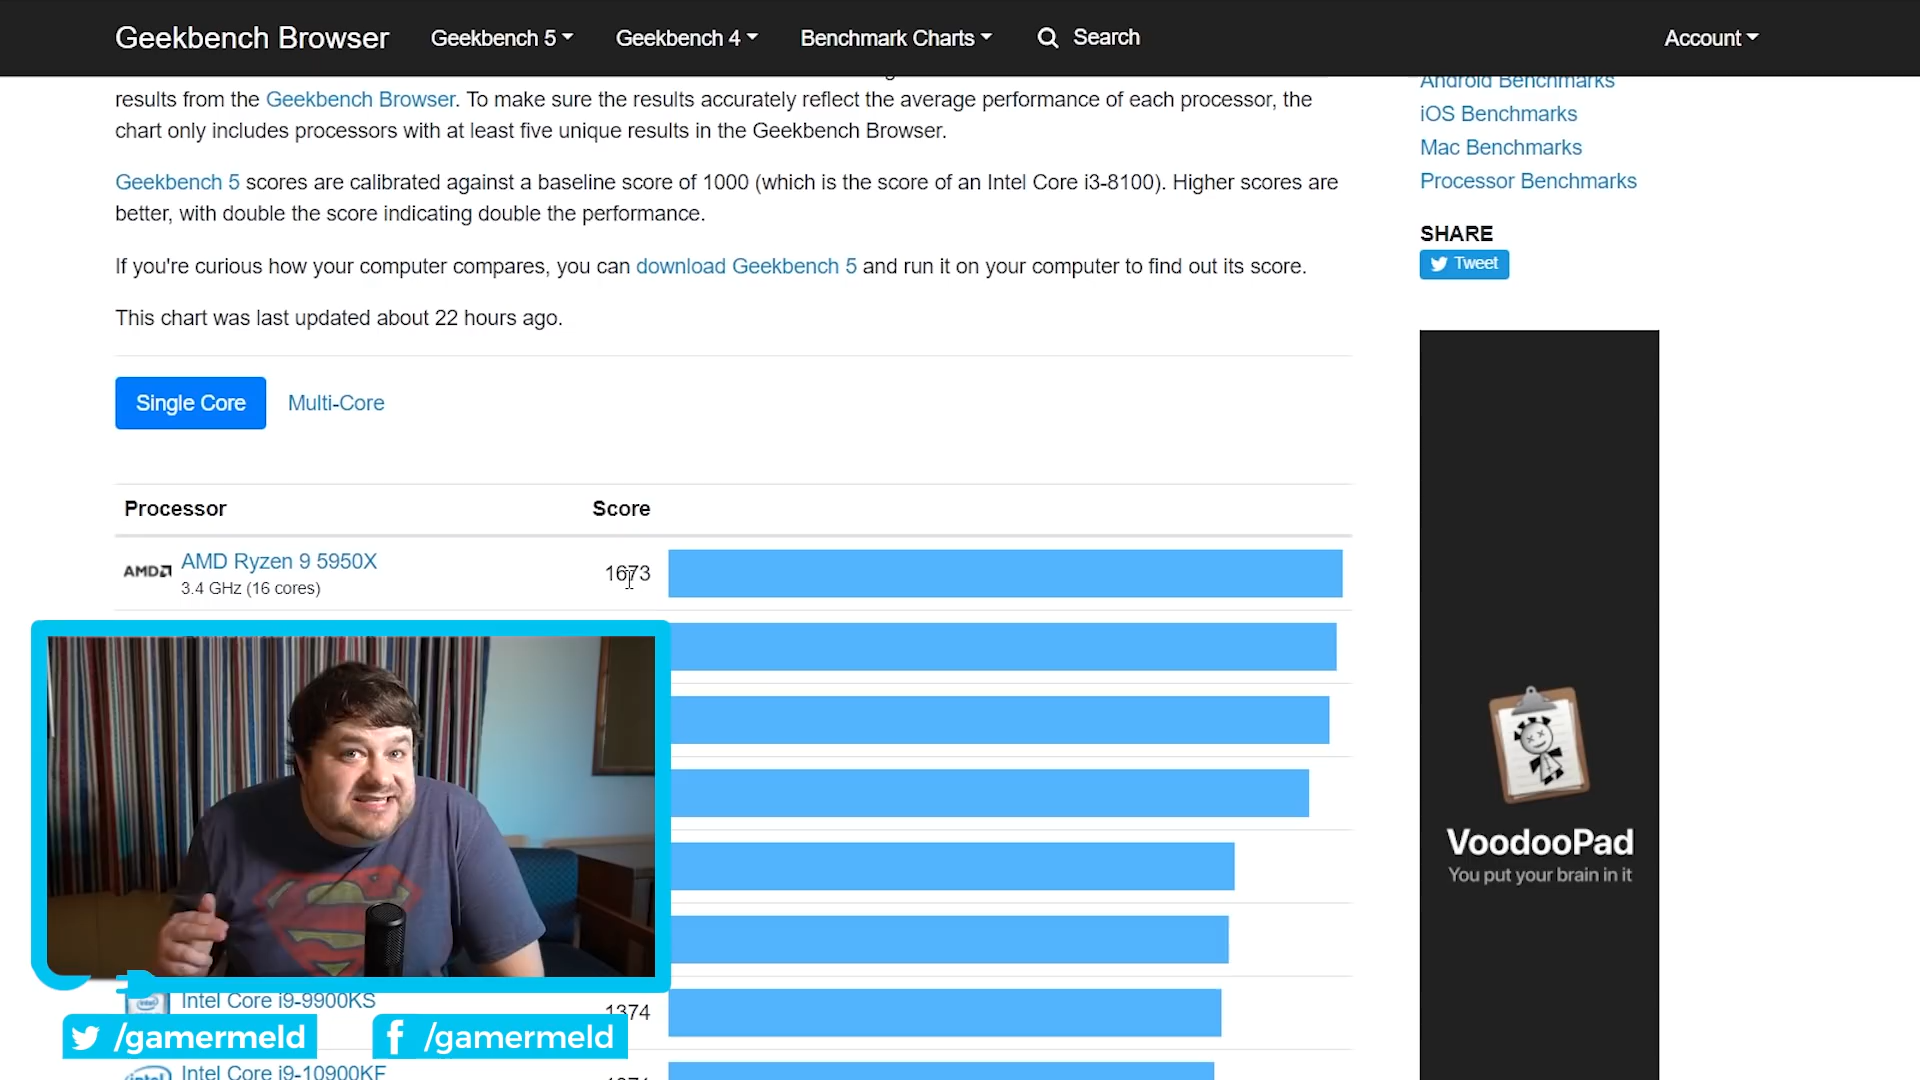 Geekbench Browser Geekbench 5 Geekbench 4 Benchmark Charts Search Account
results from the Geekbench Browser. To make sure the results accurately reflect the average performance of each processor, the
chart only includes processors with at least five unique results in the Geekbench Browser.
Geekbench 5 scores are calibrated against a baseline score of 1000 (which is the score of an Intel Core i3-8100). Higher scores are
better, with double the score indicating double the performance.
If you're curious how your computer compares, you can download Geekbench 5 and run it on your computer to find out its score.
This chart was last updated about 22 hours ago.
Single Core Multi-Core
Processor Score
AMD AMD Ryzen 9 5950X 1673
3.4 GHz (16 cores)
Intel Core i9-9900KS 1374
/gamermeld /gamermeld
intel Intel Core i9-10900KF
Android Benchmarks
iOS Benchmarks
Mac Benchmarks
Processor Benchmarks
SHARE
Tweet
VoodooPad
You put your brain in it